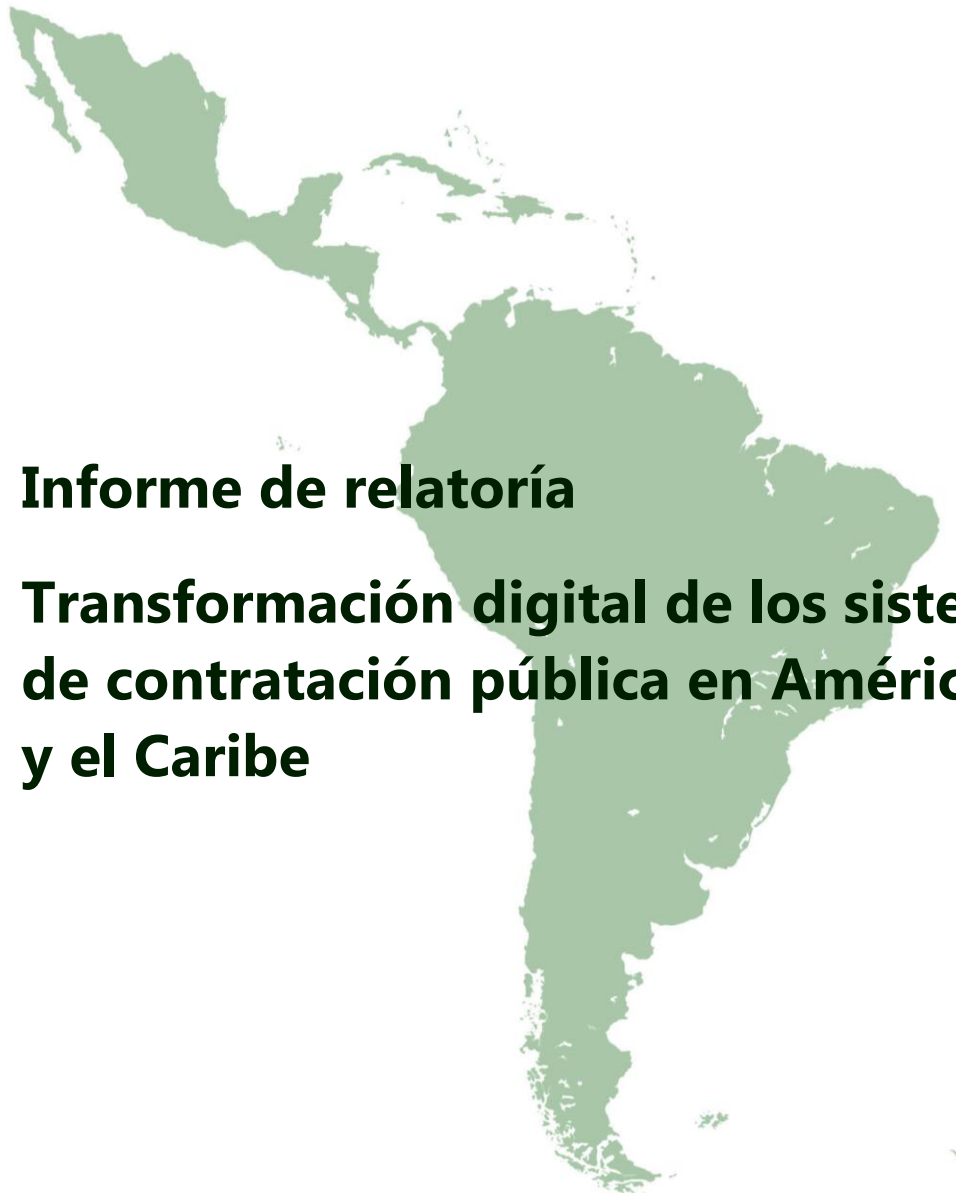 Informe de relatoría
Transformación digital de los siste
de contratación pública en Améric
y el Caribe